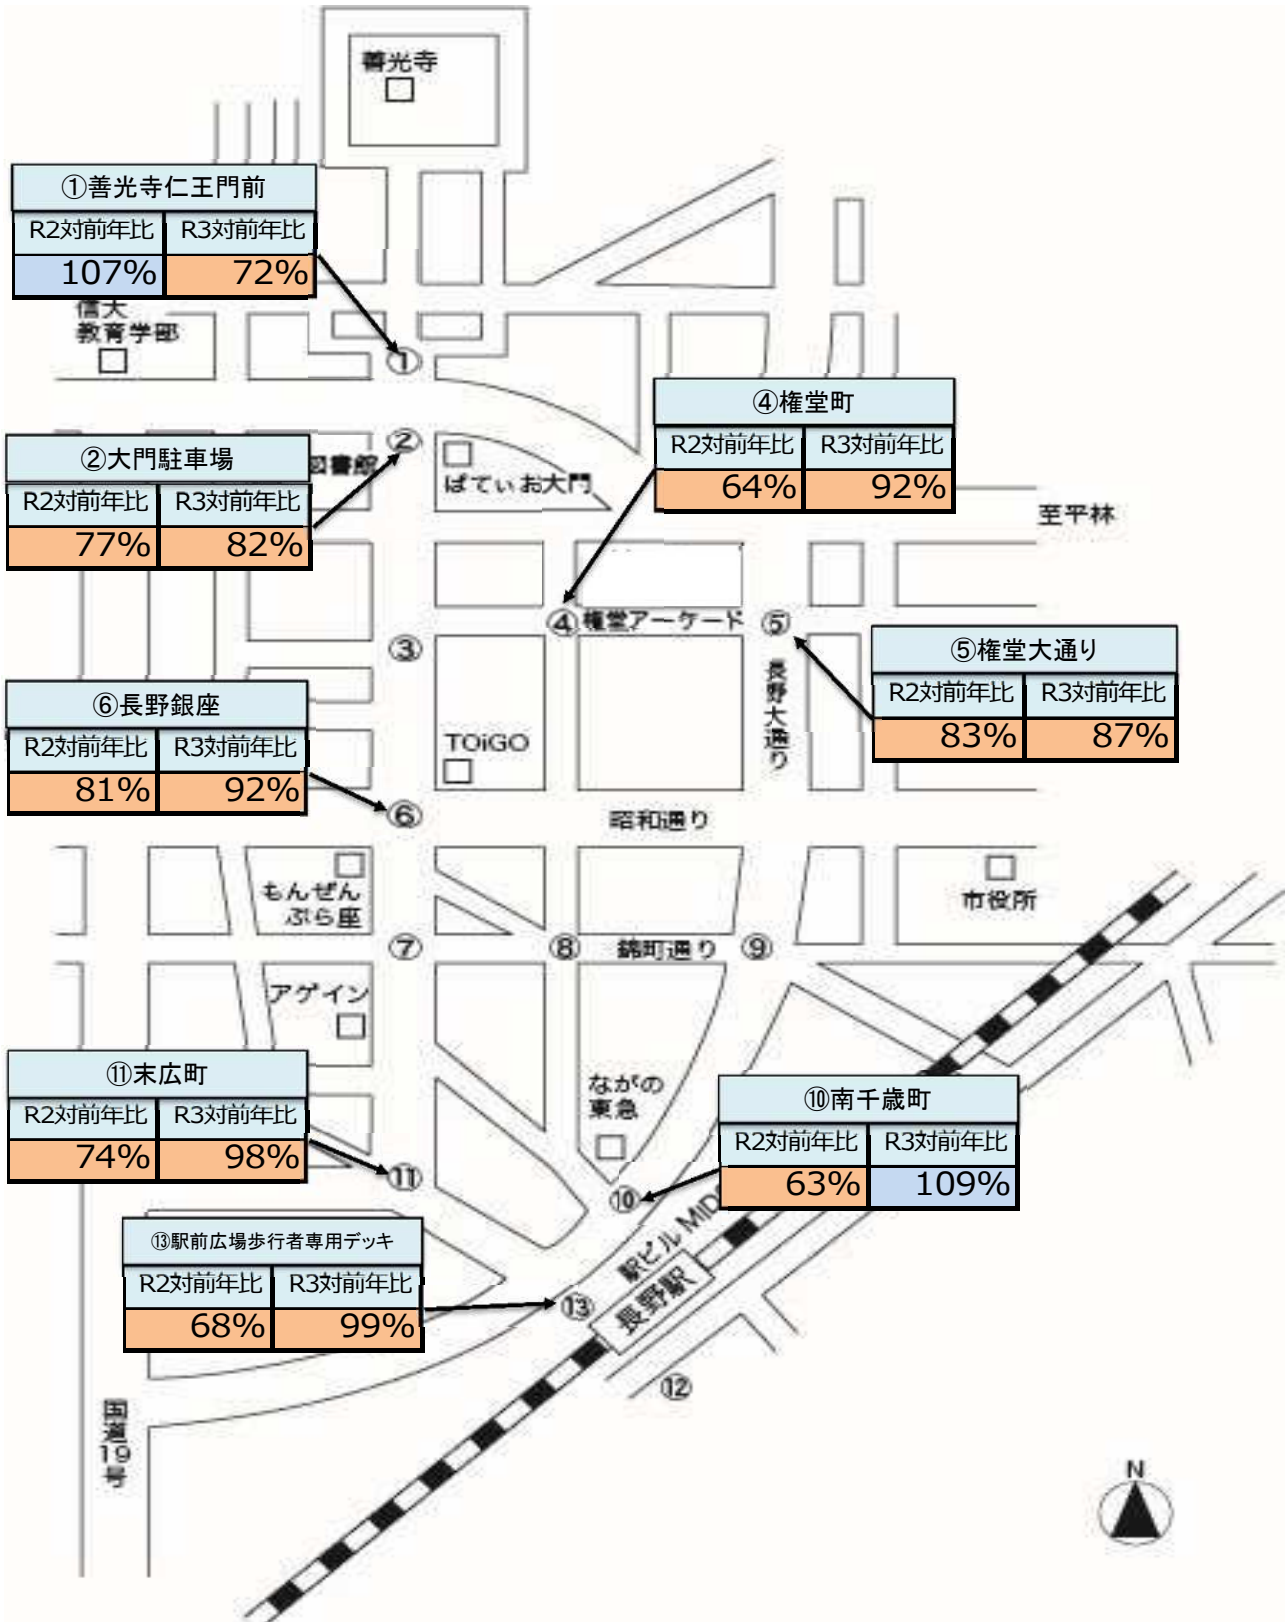 善光寺
①善光寺仁王門前
R2対前年比 R3対前年比
107% 72%
信大
教育学部
①
④権堂町
R2対前年比 R3対前年比
64% 92%
②
②大門駐車場
R2対前年比 R3対前年比
77% 82%
図書館
ぱてぃお大門
至平林
④
権堂アーケード
⑤
③
⑤権堂大通り
R2対前年比 R3対前年比
83% 87%
長野大通り
⑥長野銀座
R2対前年比 R3対前年比
81% 92%
TOiGO
⑥
昭和通り
もんぜん
ぷら座
市役所
⑦
⑧
錦町通り
⑨
アゲイン
⑪末広町
R2対前年比 R3対前年比
74% 98%
ながの
東急
⑩南千歳町
R2対前年比 R3対前年比
63% 109%
⑪
⑩
駅ビル MID
⑬駅前広場歩行者専用デッキ
R2対前年比 R3対前年比
68% 99%
⑬
長野駅
⑫
国道19号
N